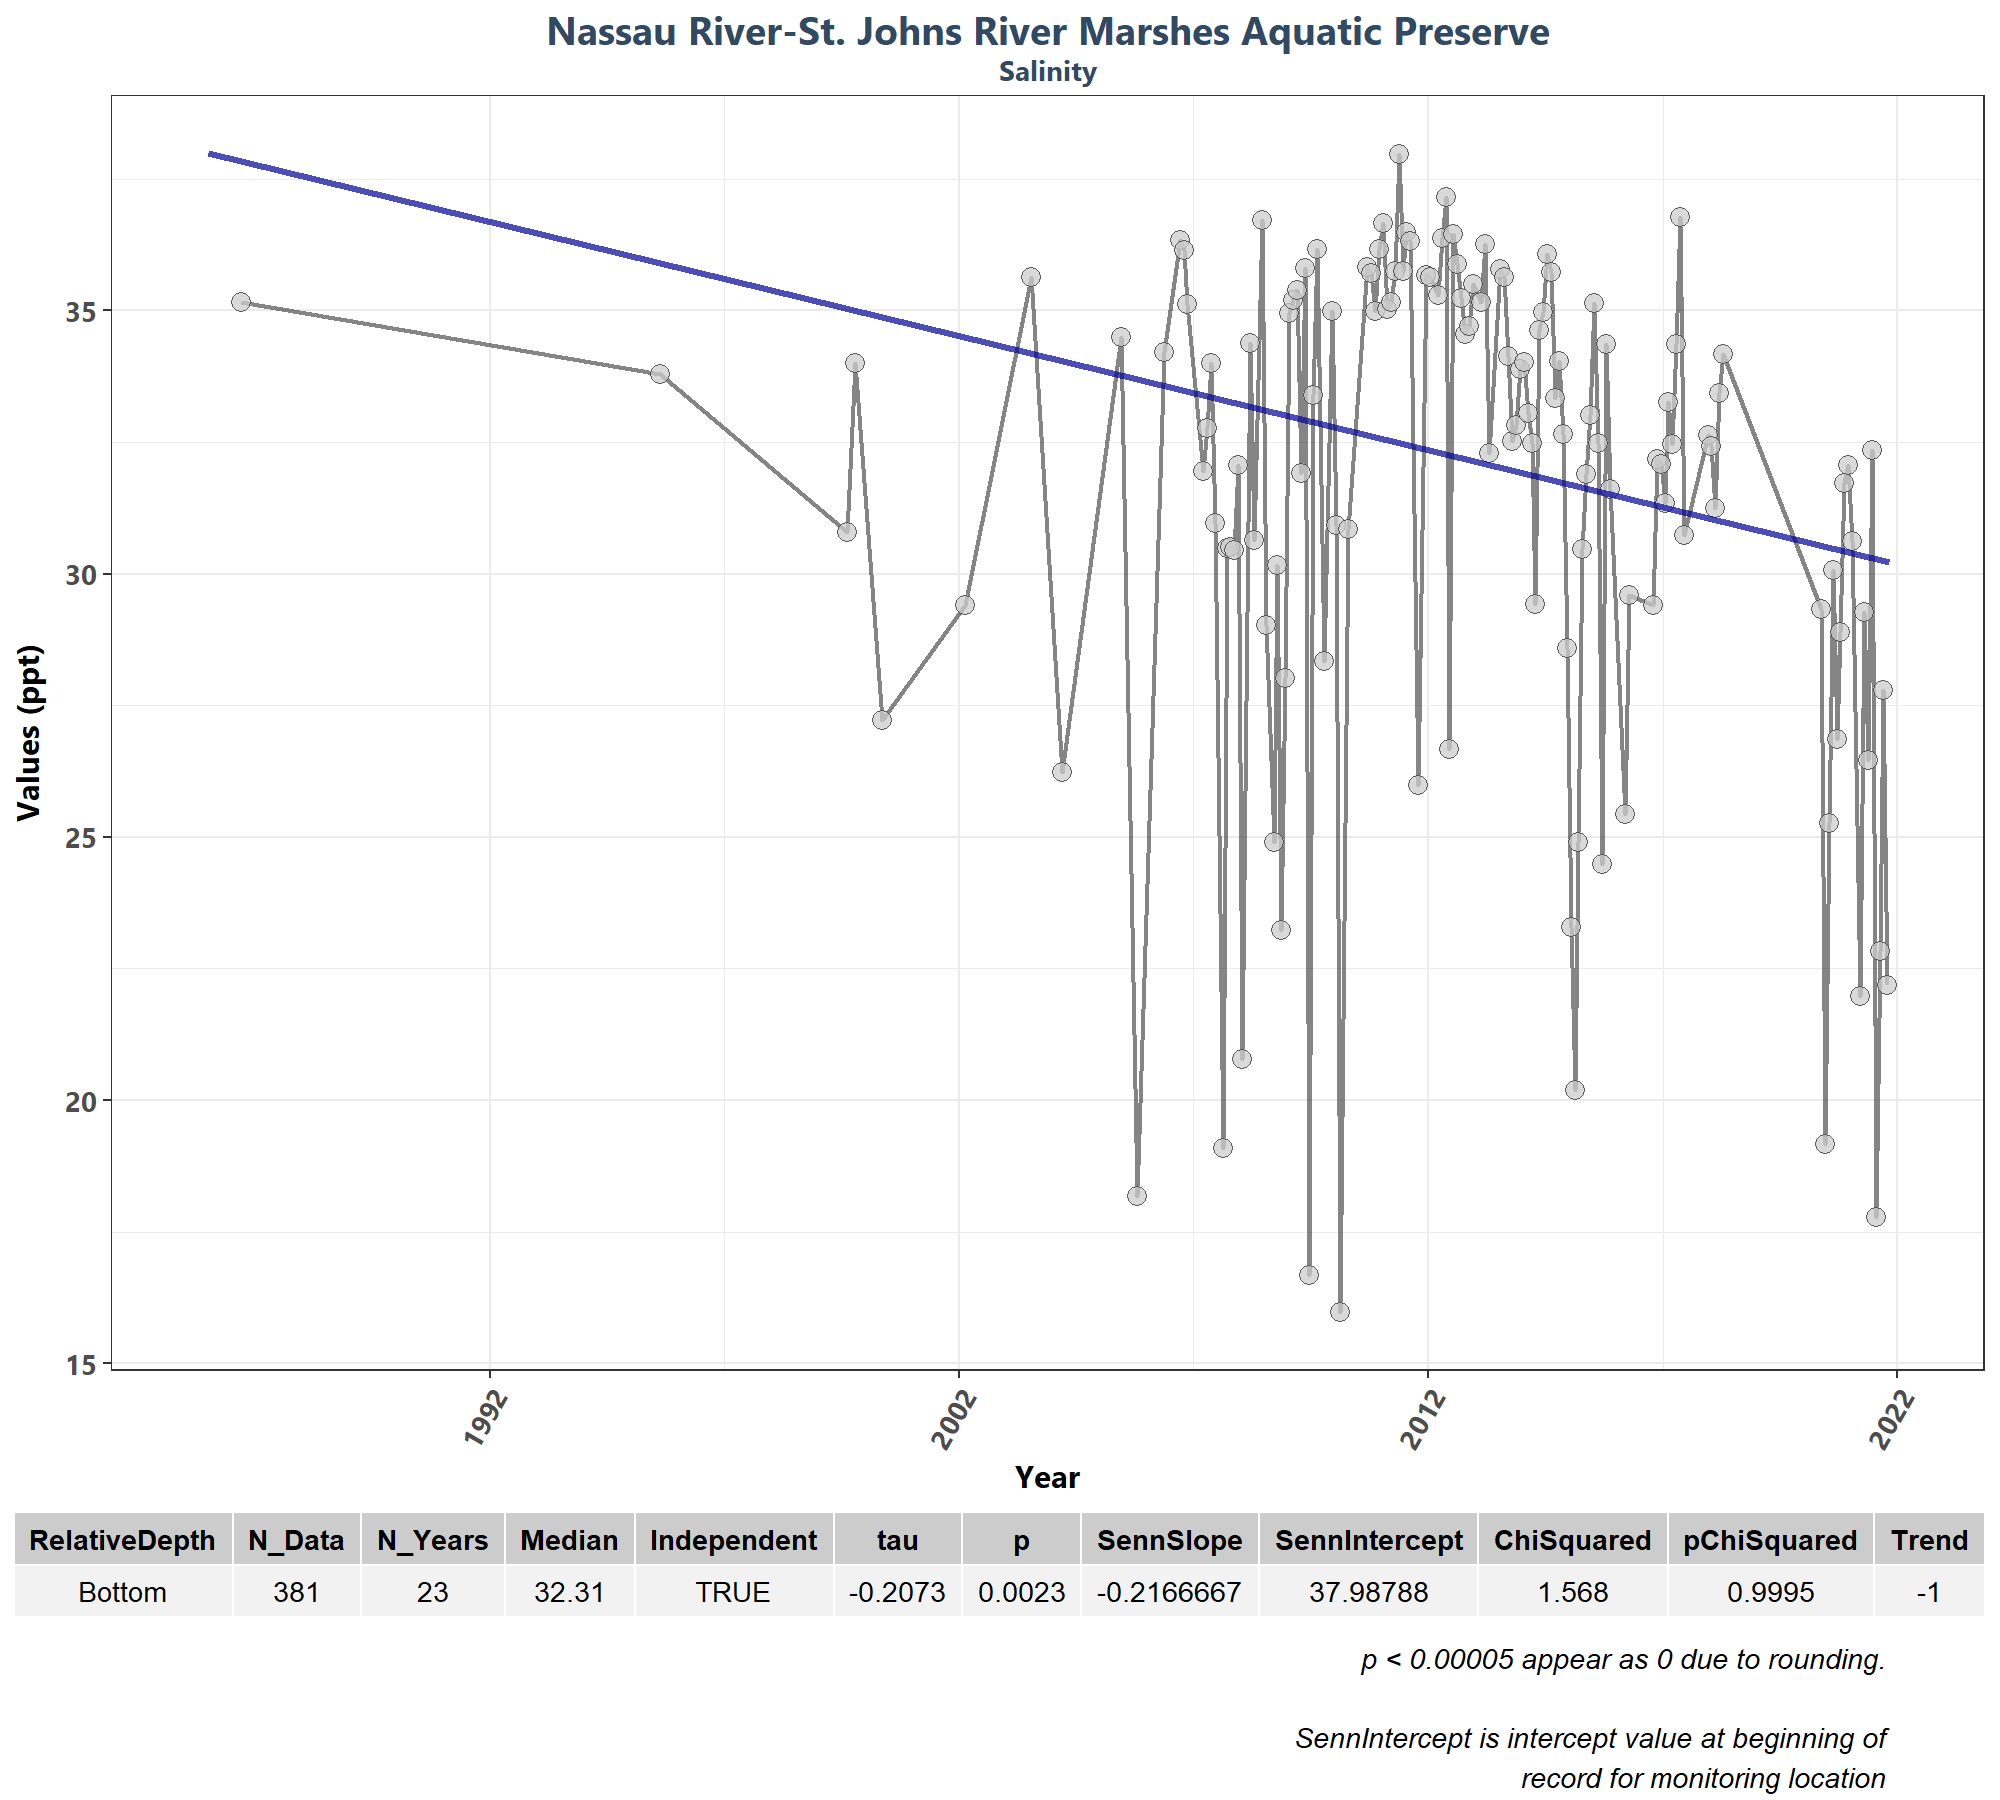 Nassau River-St. Johns River Marshes Aquatic Preserve
Salinity
Values (ppt)
35
30
25
20
15
1992 2002 2012 2022
Year
RelativeDepth N_Data N_Years Median Independent tau p SennSlope SennIntercept ChiSquared pChiSquared Trend
Bottom 381 23 32.31 TRUE -0.2073 0.0023 -0.2166667 37.98788 1.568 0.9995 -1
p < 0.00005 appear as 0 due to rounding.
SennIntercept is intercept value at beginning of
record for monitoring location